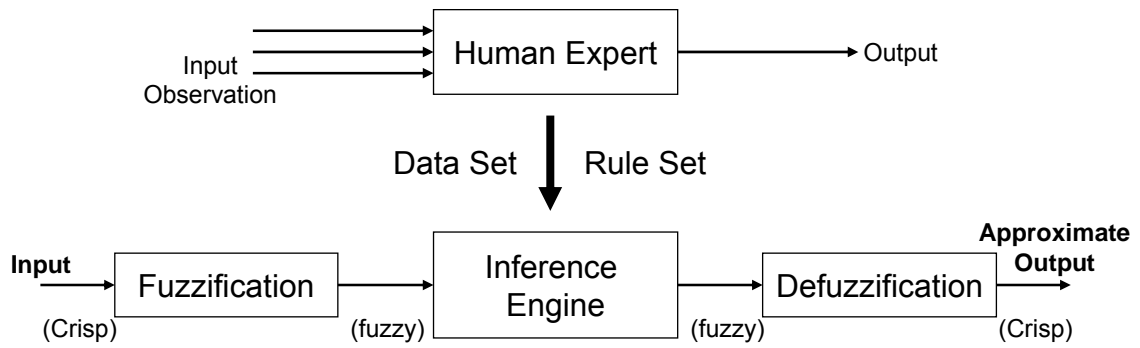 Human Expert
Input
Observation
Output
Data Set
Rule Set
Input
(Crisp)
Fuzzification
(fuzzy)
Inference
Engine
(fuzzy)
Defuzzification
Approximate
Output
(Crisp)